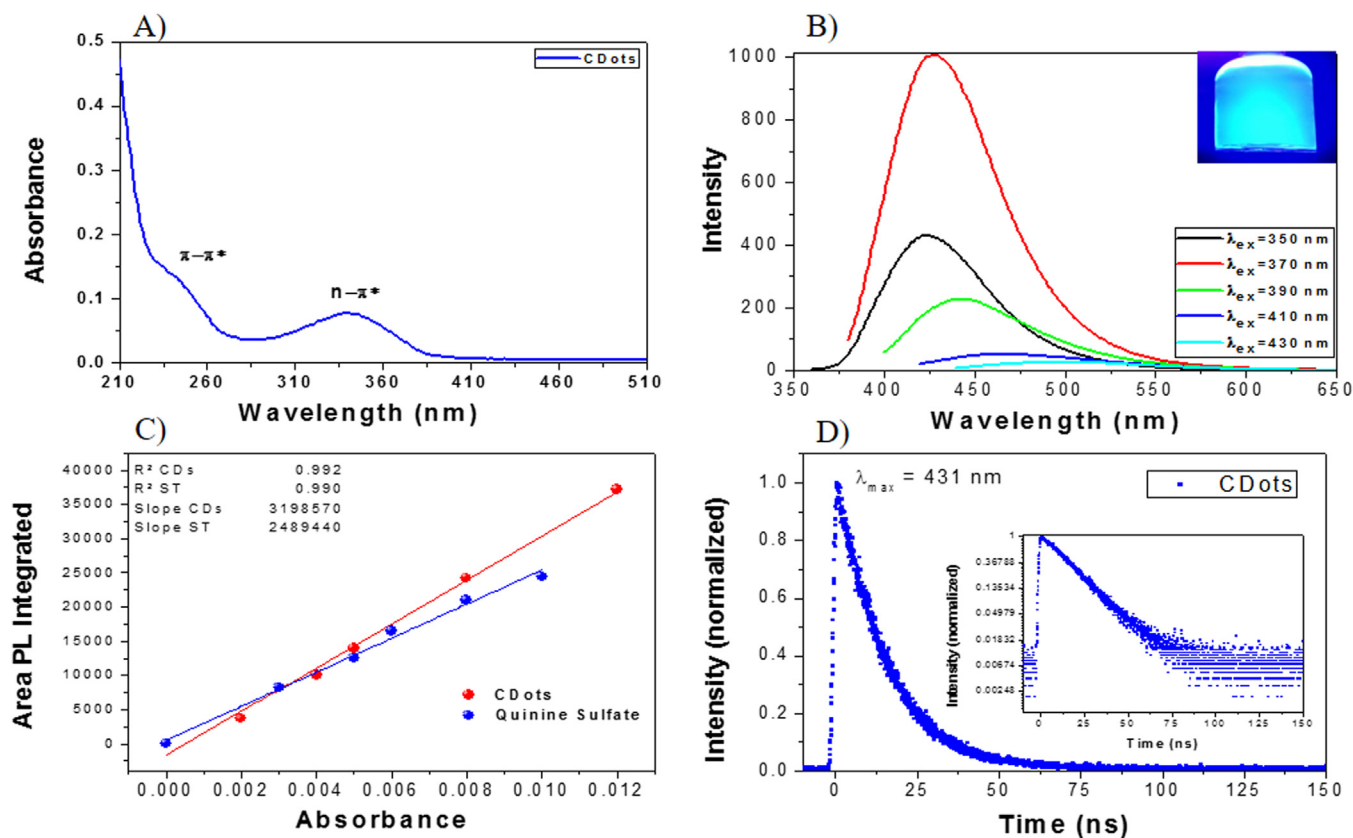 A)
0.5
0.4
0.3
0.2
0.1
0.0
Absorbance
CDots
π–π*
n–π*
210 260 310 360 410 460 510
Wavelength (nm)
B)
1000
800
600
400
200
0
Intensity
λex=350 nm
λex=370 nm
λex=390 nm
λex=410 nm
λex=430 nm
350 400 450 500 550 600 650
Wavelength (nm)
C)
40000
35000
30000
25000
20000
15000
10000
5000
0
Area PL Integrated
R² CDs 0.992
R² ST 0.990
Slope CDs 3198570
Slope ST 2489440
CDots
Quinine Sulfate
0.000 0.002 0.004 0.006 0.008 0.010 0.012
Absorbance
D)
1.0
0.8
0.6
0.4
0.2
0.0
Intensity (normalized)
λmax = 431 nm
CDots
1
0.36788
0.13534
0.04979
0.01832
0.00674
0.00248
Intensity (normalized)
0 25 50 75 100 125 150
Time (ns)
0 25 50 75 100 125 150
Time (ns)